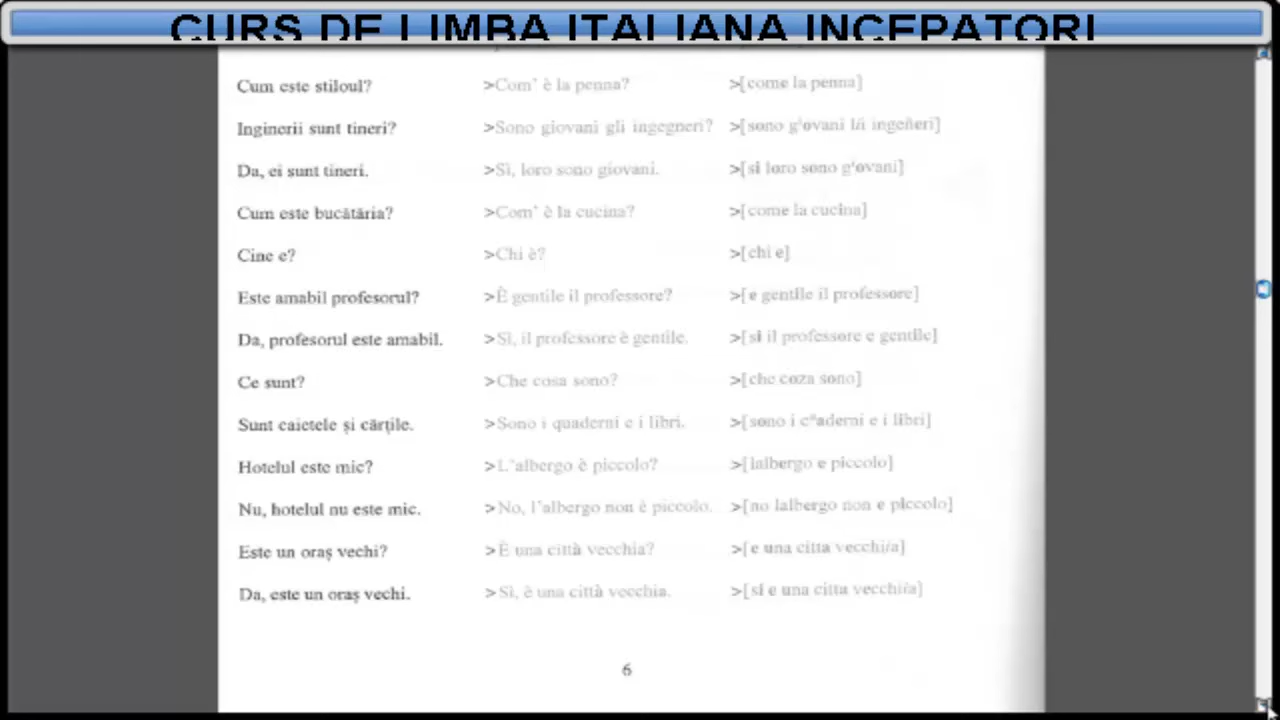 CURS DE LIMBA ITALIANA INCEPATORI
Cum este stiloul? >Com' è la penna? >[come la penna]
Inginerii sunt tineri? >Sono giovani gli ingegneri? >[sono gⁱovani lii ingeñeri]
Da, ei sunt tineri. >Sì, loro sono giovani. >[si loro sono gⁱovani]
Cum este bucătăria? >Com' è la cucina? >[come la cucina]
Cine e? >Chi è? >[chi e]
Este amabil profesorul? >È gentile il professore? >[e gentile il professore]
Da, profesorul este amabil. >Sì, il professore è gentile. >[si il professore e gentile]
Ce sunt? >Che cosa sono? >[che coza sono]
Sunt caietele și cărțile. >Sono i quaderni e i libri. >[sono i cᵘaderni e i libri]
Hotelul este mic? >L'albergo è piccolo? >[lalbergo e piccolo]
Nu, hotelul nu este mic. >No, l'albergo non è piccolo. >[no lalbergo non e piccolo]
Este un oraș vechi? >È una città vecchia? >[e una citta vecchi/a]
Da, este un oraș vechi. >Sì, è una città vecchia. >[si e una citta vecchi/a]
6